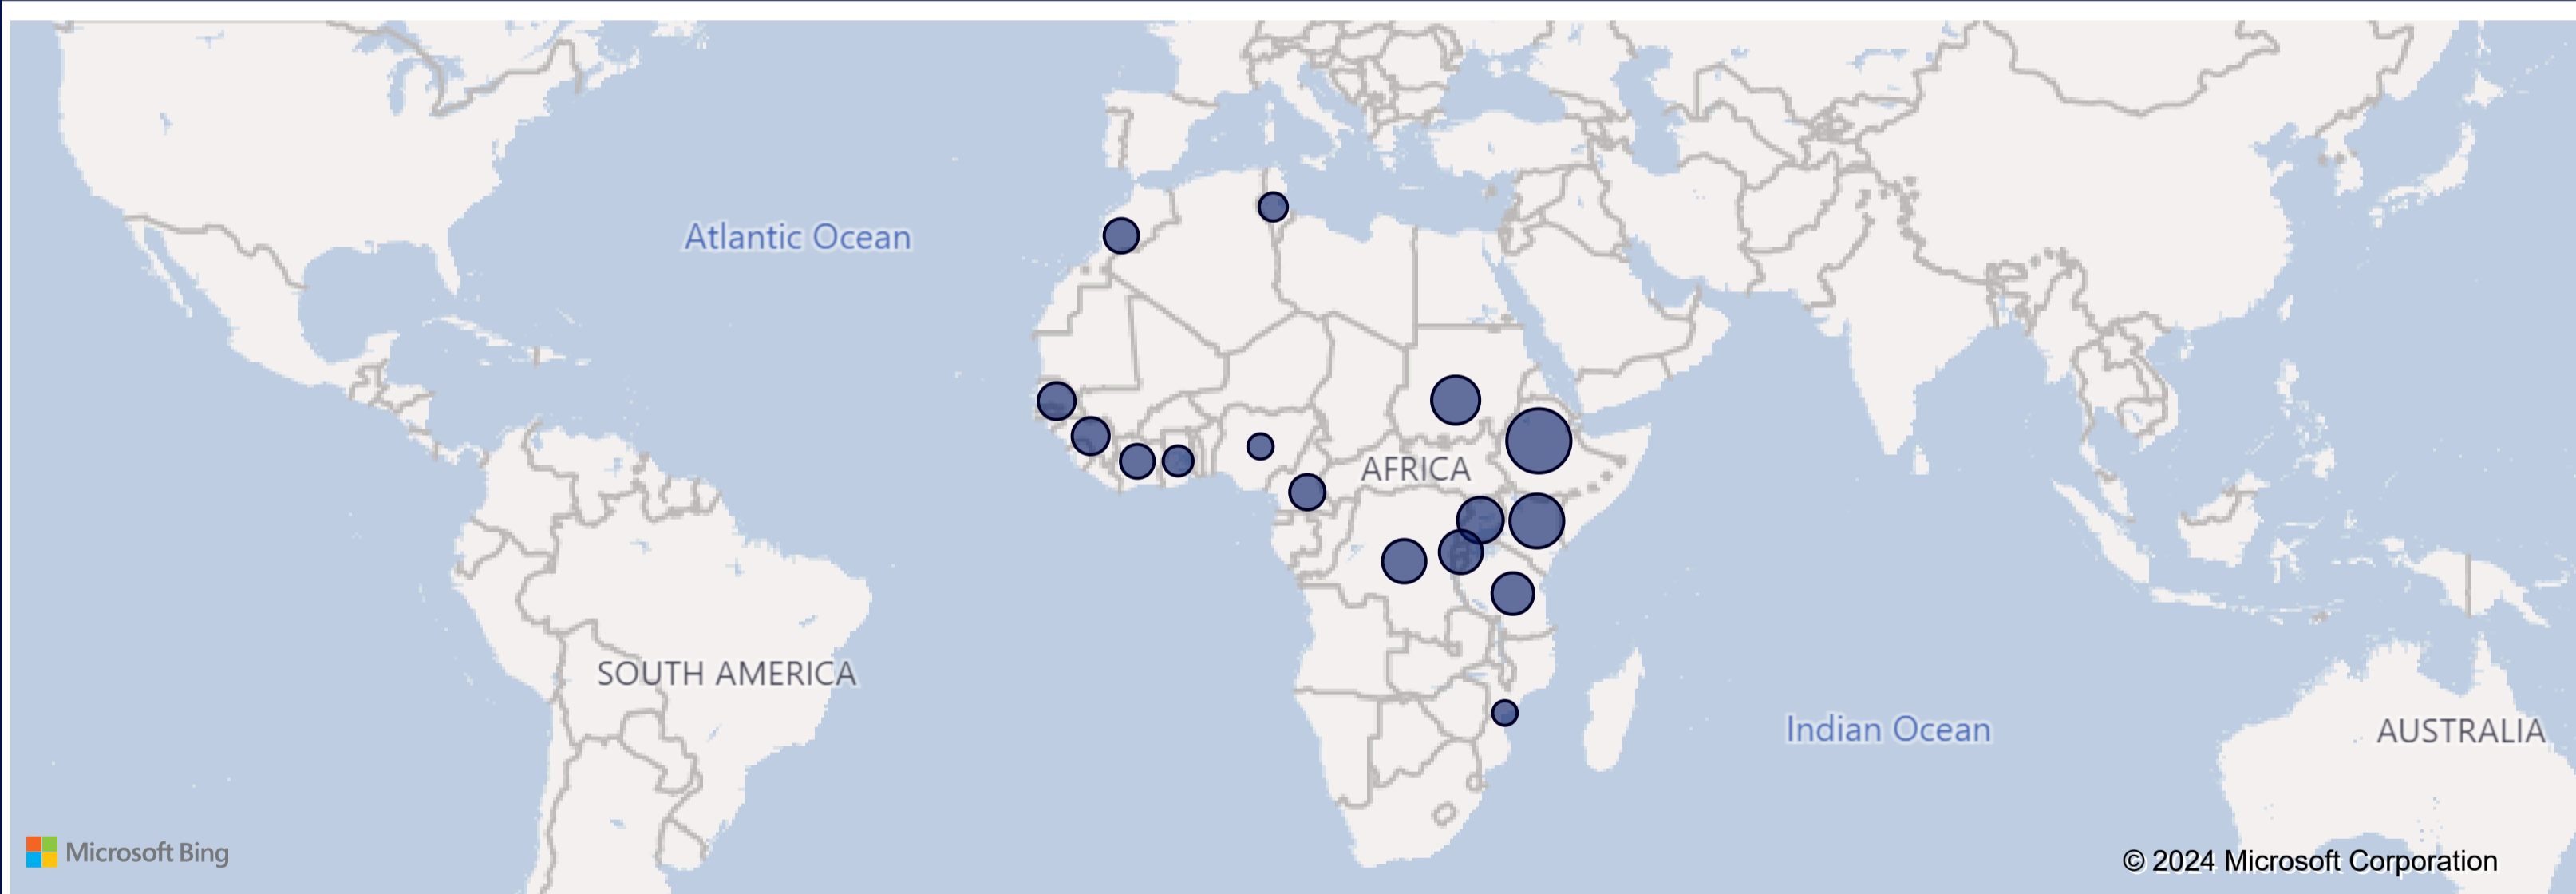 Atlantic Ocean
AFRICA
SOUTH AMERICA
Indian Ocean
AUSTRALIA
Microsoft Bing
© 2024 Microsoft Corporation